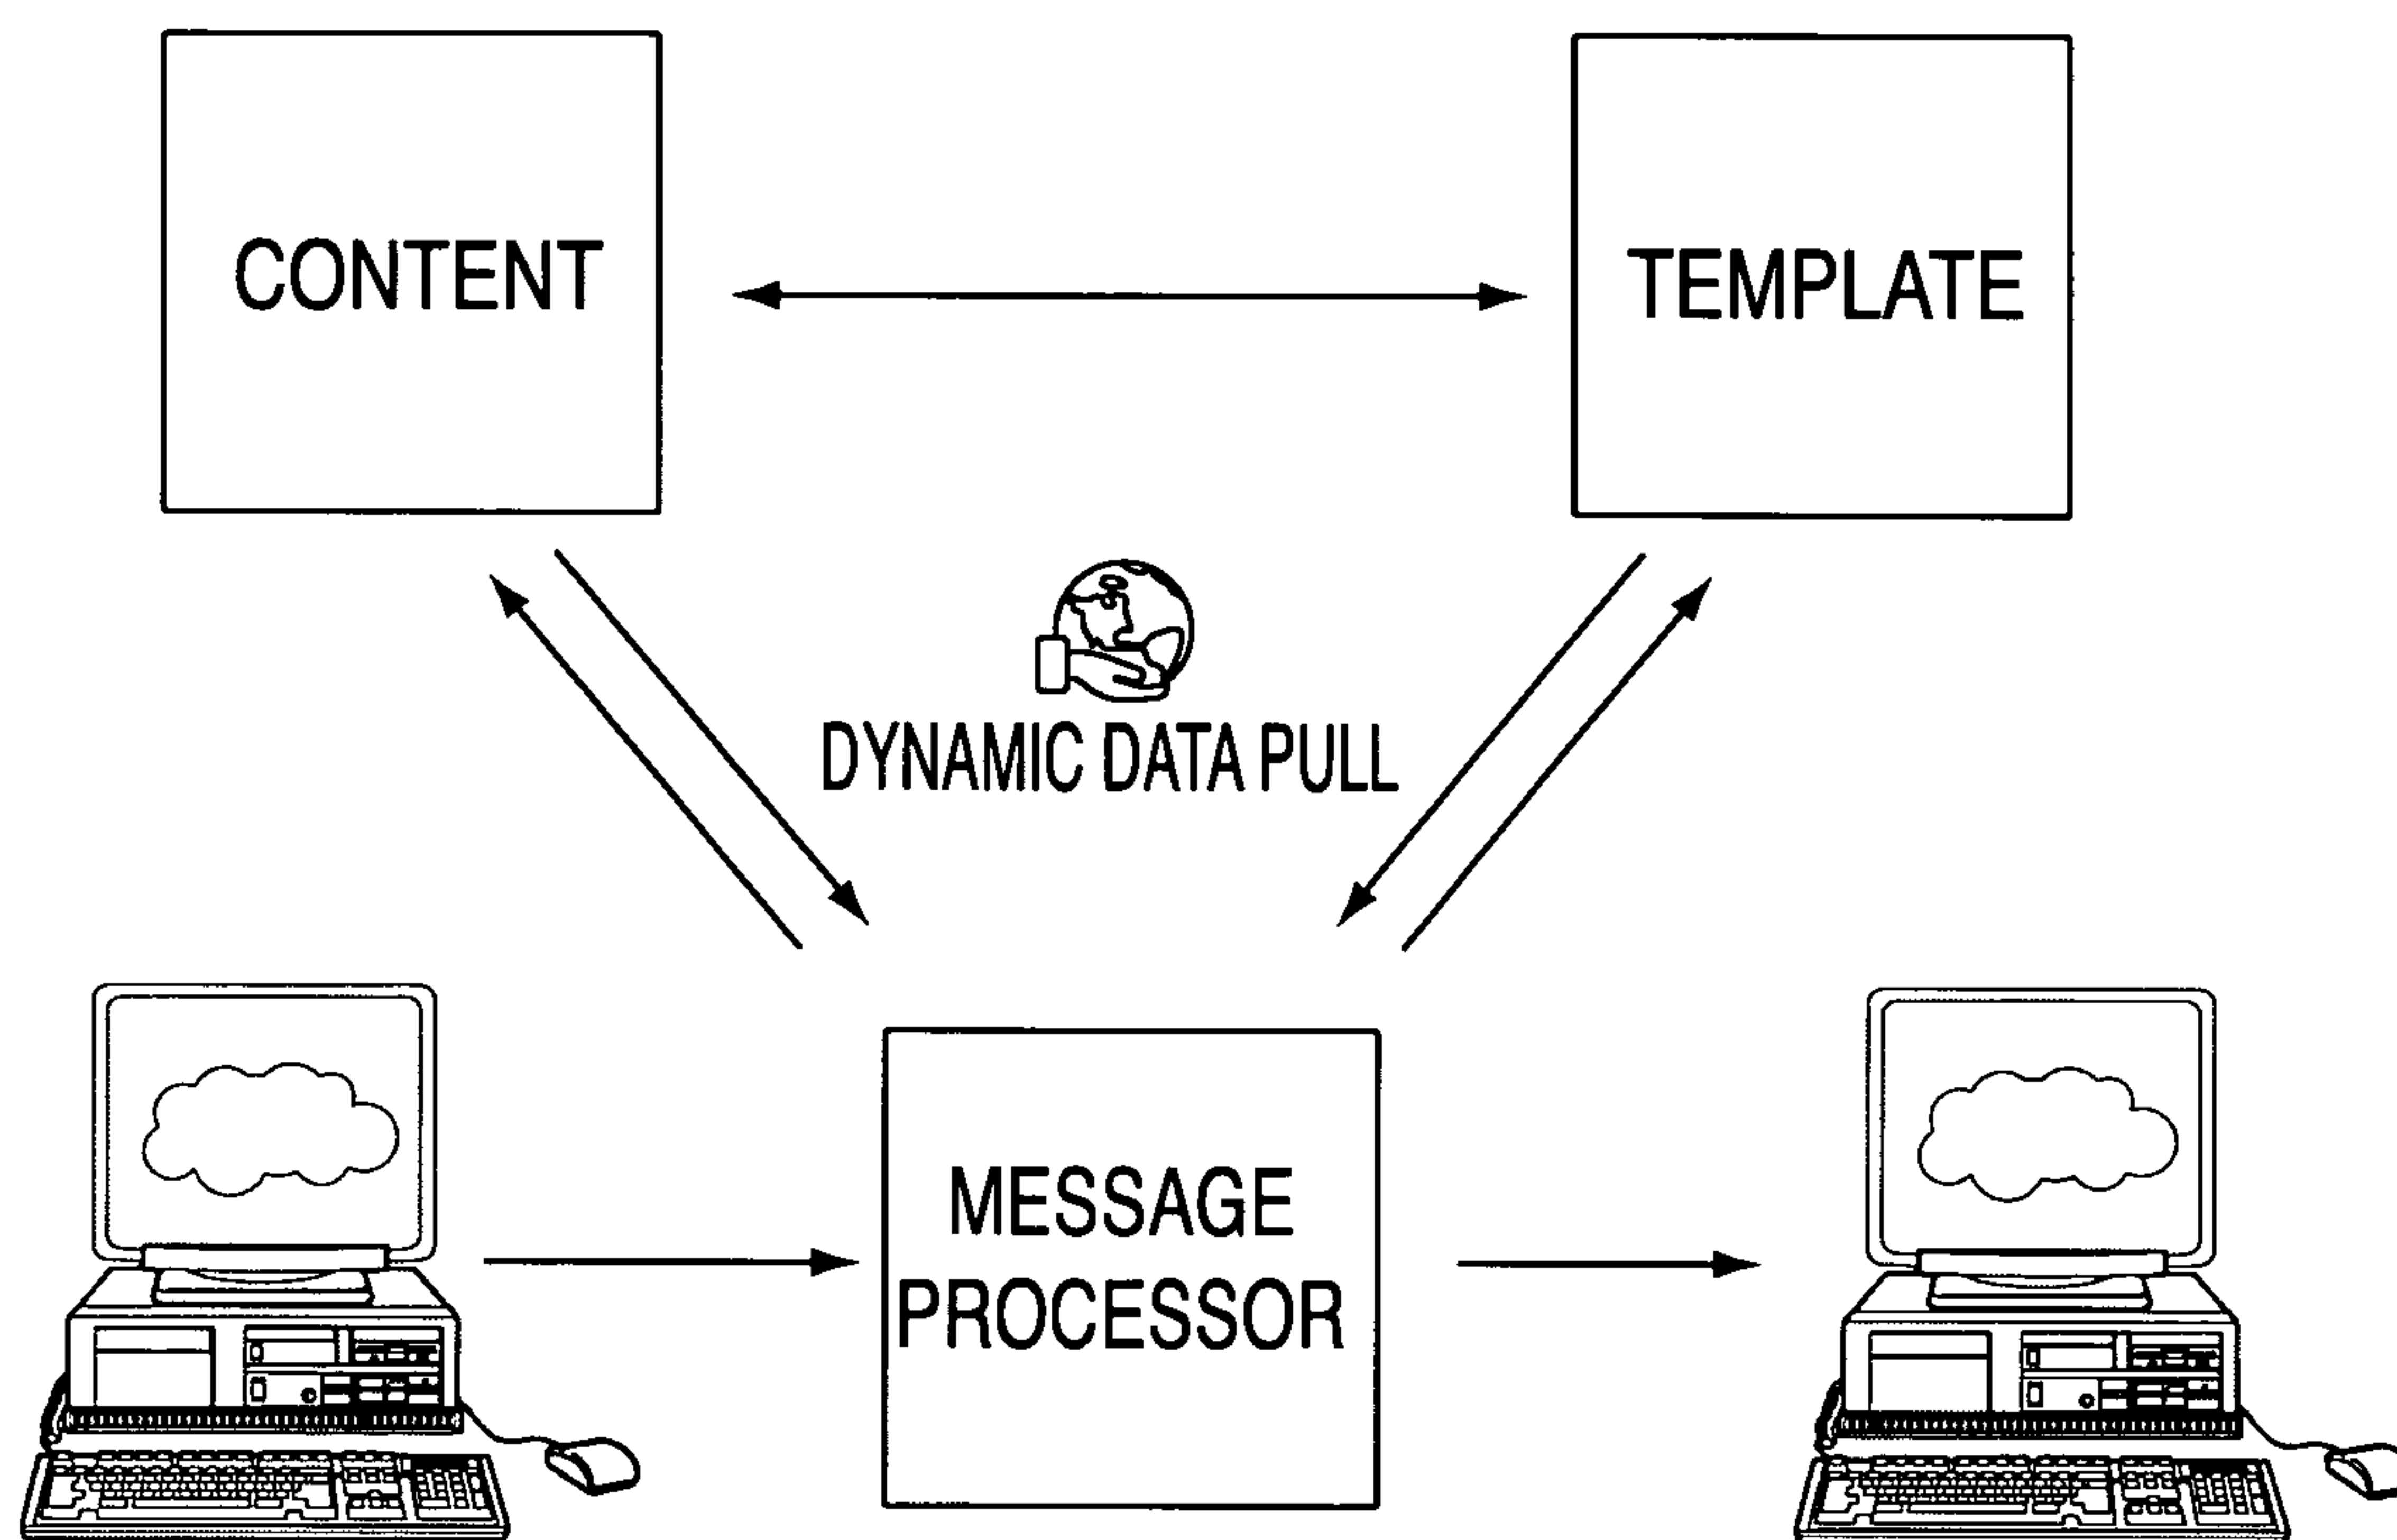 CONTENT
TEMPLATE
DYNAMIC DATA PULL
MESSAGE
PROCESSOR